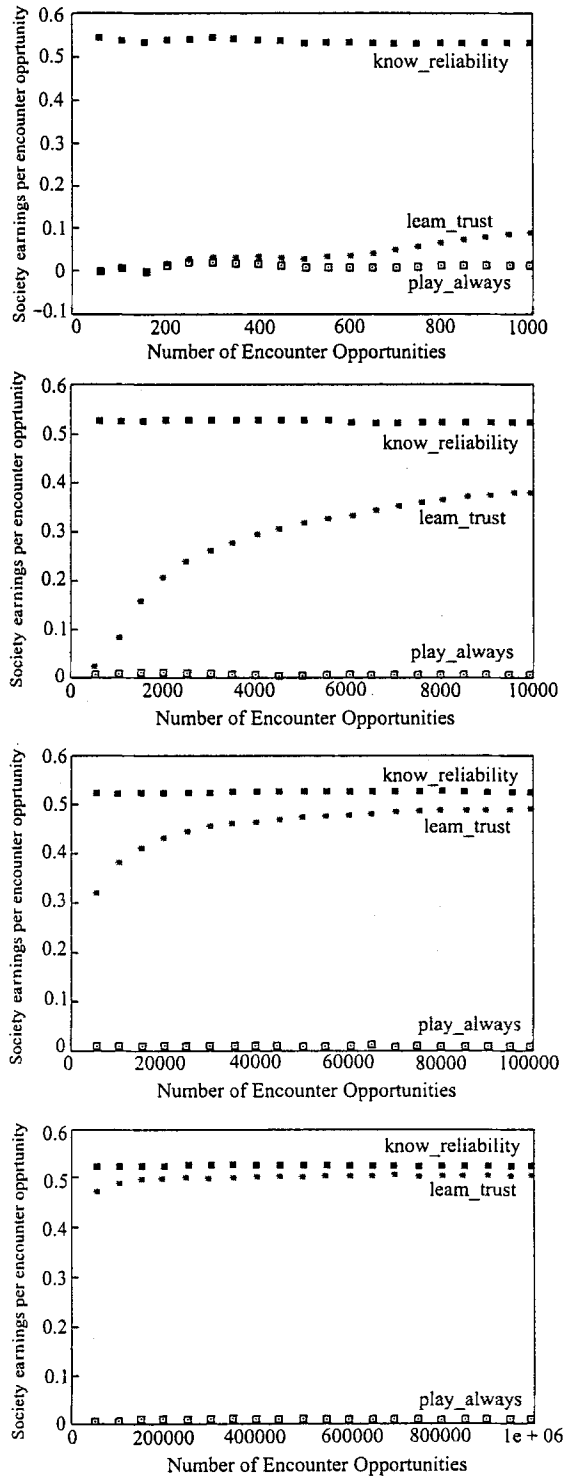 Society earnings per encounter opprtunity
0.6
0.5
0.4
0.3
0.2
0.1
0
-0.1
know_reliability
leam_trust
play_always
0 200 400 600 800 1000
Number of Encounter Opportunities
Society earnings per encounter opprtunity
0.6
0.5
0.4
0.3
0.2
0.1
0
know_reliability
leam_trust
play_always
0 2000 4000 6000 8000 10000
Number of Encounter Opportunities
Society earnings per encounter opprtunity
0.6
0.5
0.4
0.3
0.2
0.1
0
know_reliability
leam_trust
play_always
0 20000 40000 60000 80000 100000
Number of Encounter Opportunities
Society earnings per encounter opprtunity
0.6
0.5
0.4
0.3
0.2
0.1
0
know_reliability
leam_trust
play_always
0 200000 400000 600000 800000 1e + 06
Number of Encounter Opportunities